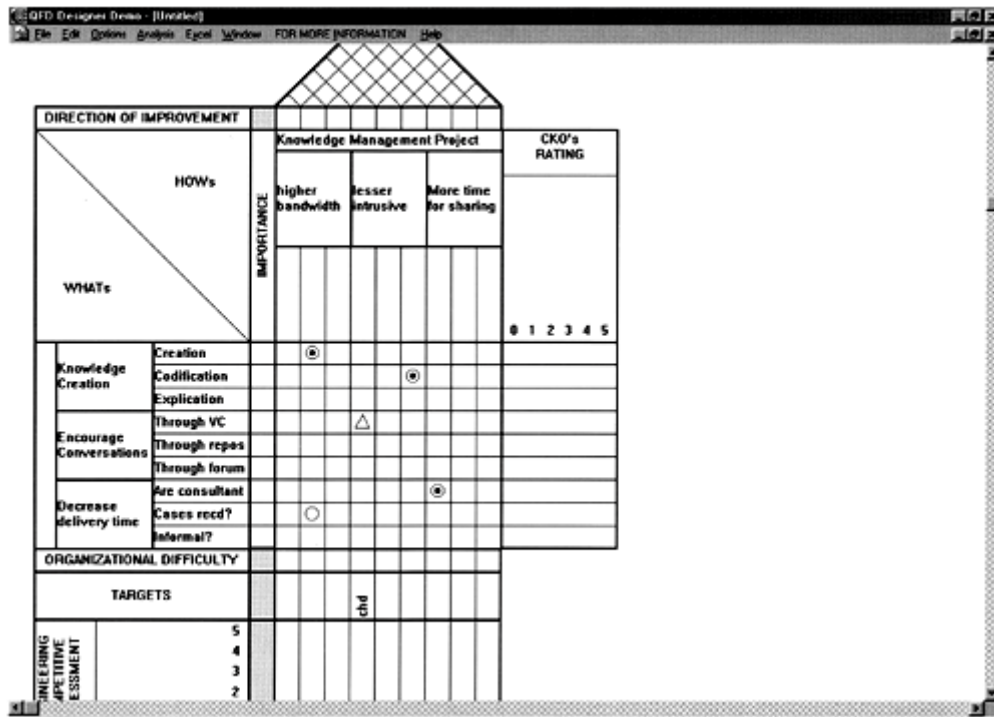 QFD Designer Demo - [Untitled]
File Edit Options Analysis Excel Window FOR MORE INFORMATION Help
DIRECTION OF IMPROVEMENT
Knowledge Management Project
CKO's
RATING
HOWs
WHATs
IMPORTANCE
higher
bandwidth
lesser
intrusive
More time
for sharing
0 1 2 3 4 5
Knowledge
Creation
Creation
Codification
Explication
Encourage
Conversations
Through VC
Through repos
Through forum
Decrease
delivery time
Are consultant
Cases recd?
Informal?
ORGANIZATIONAL DIFFICULTY
TARGETS
chd
5
4
3
2